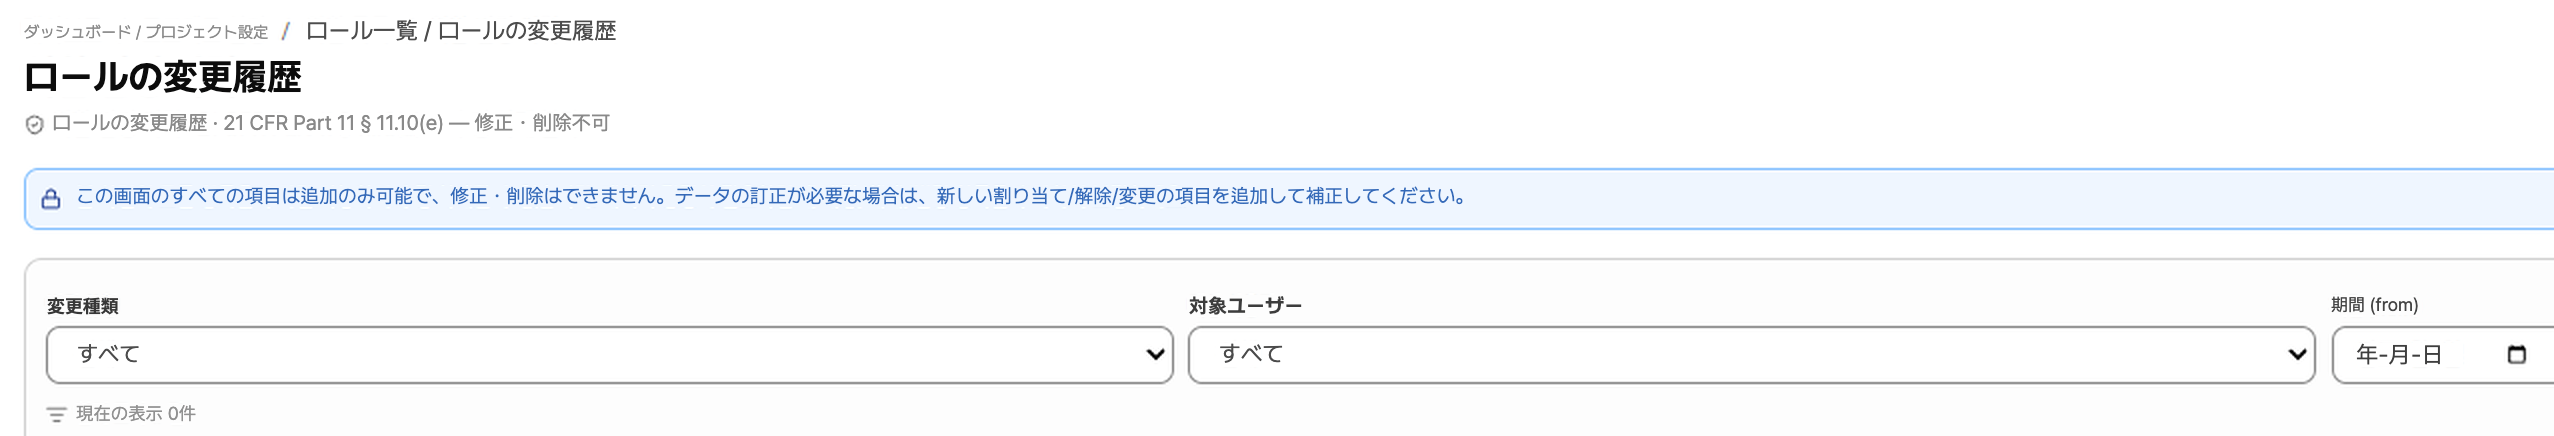 ダッシュボード / プロジェクト設定 / ロール一覧 / ロールの変更履歴
ロールの変更履歴
ロールの変更履歴 · 21 CFR Part 11 § 11.10(e) — 修正・削除不可
この画面のすべての項目は追加のみ可能で、修正・削除はできません。データの訂正が必要な場合は、新しい割り当て/解除/変更の項目を追加して補正してください。
変更種類 対象ユーザー 期間 (from)
すべて すべて 年-月-日
現在の表示 0件